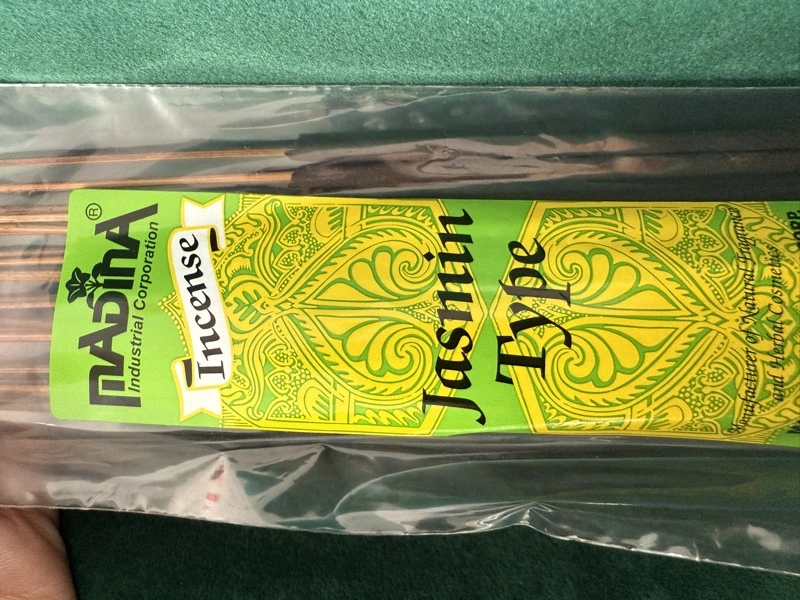 MADINA ®
Industrial Corporation
Incense
Jasmin
Type
Manufacturer of Natural Fragrance
and Herbal Cosmetics